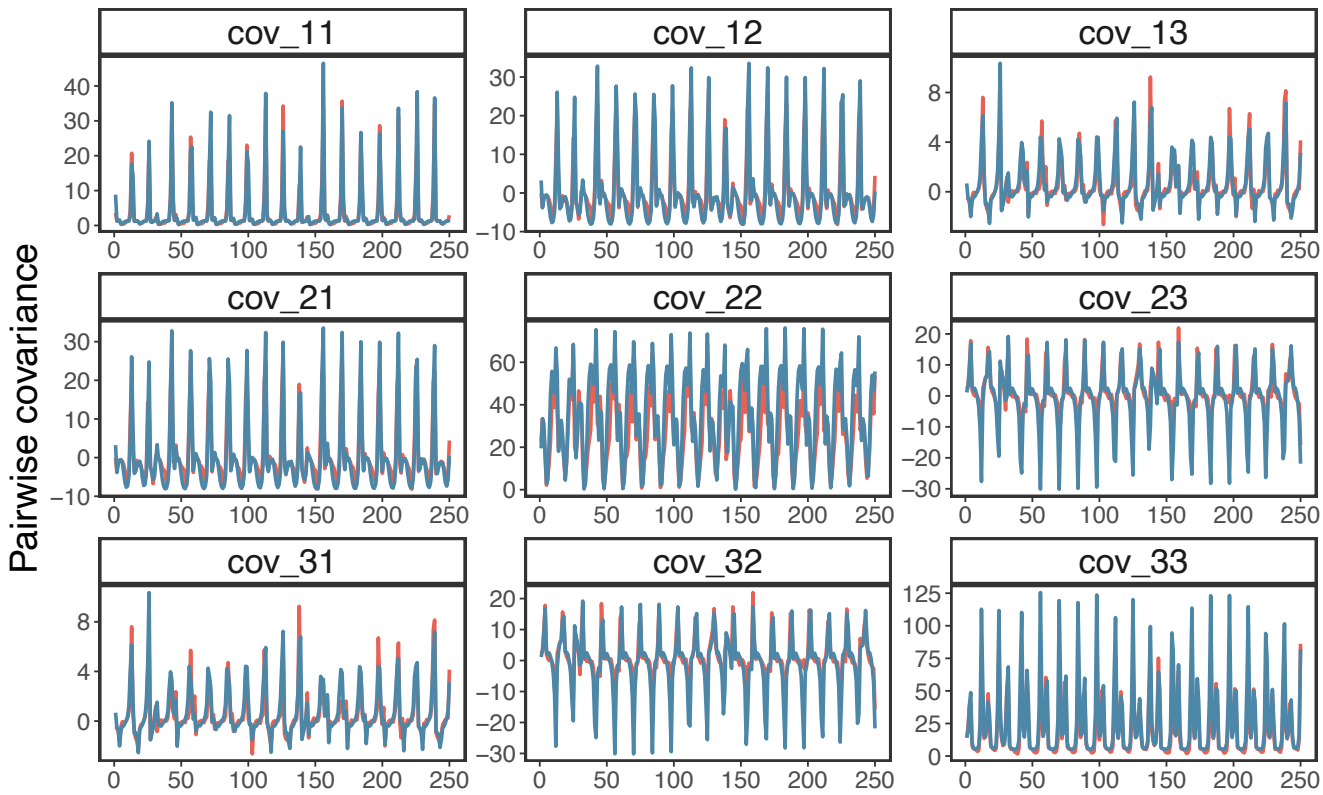 cov_11 cov_12 cov_13
40 30 20 10 0
30 20 10 0 −10
8 4 0
0 50 100 150 200 250 0 50 100 150 200 250 0 50 100 150 200 250
Pairwise covariance
cov_21 cov_22 cov_23
30 20 10 0 −10
60 40 20 0
20 10 0 −10 −20 −30
0 50 100 150 200 250 0 50 100 150 200 250 0 50 100 150 200 250
cov_31 cov_32 cov_33
8 4 0
20 10 0 −10 −20 −30
125 100 75 50 25 0
0 50 100 150 200 250 0 50 100 150 200 250 0 50 100 150 200 250